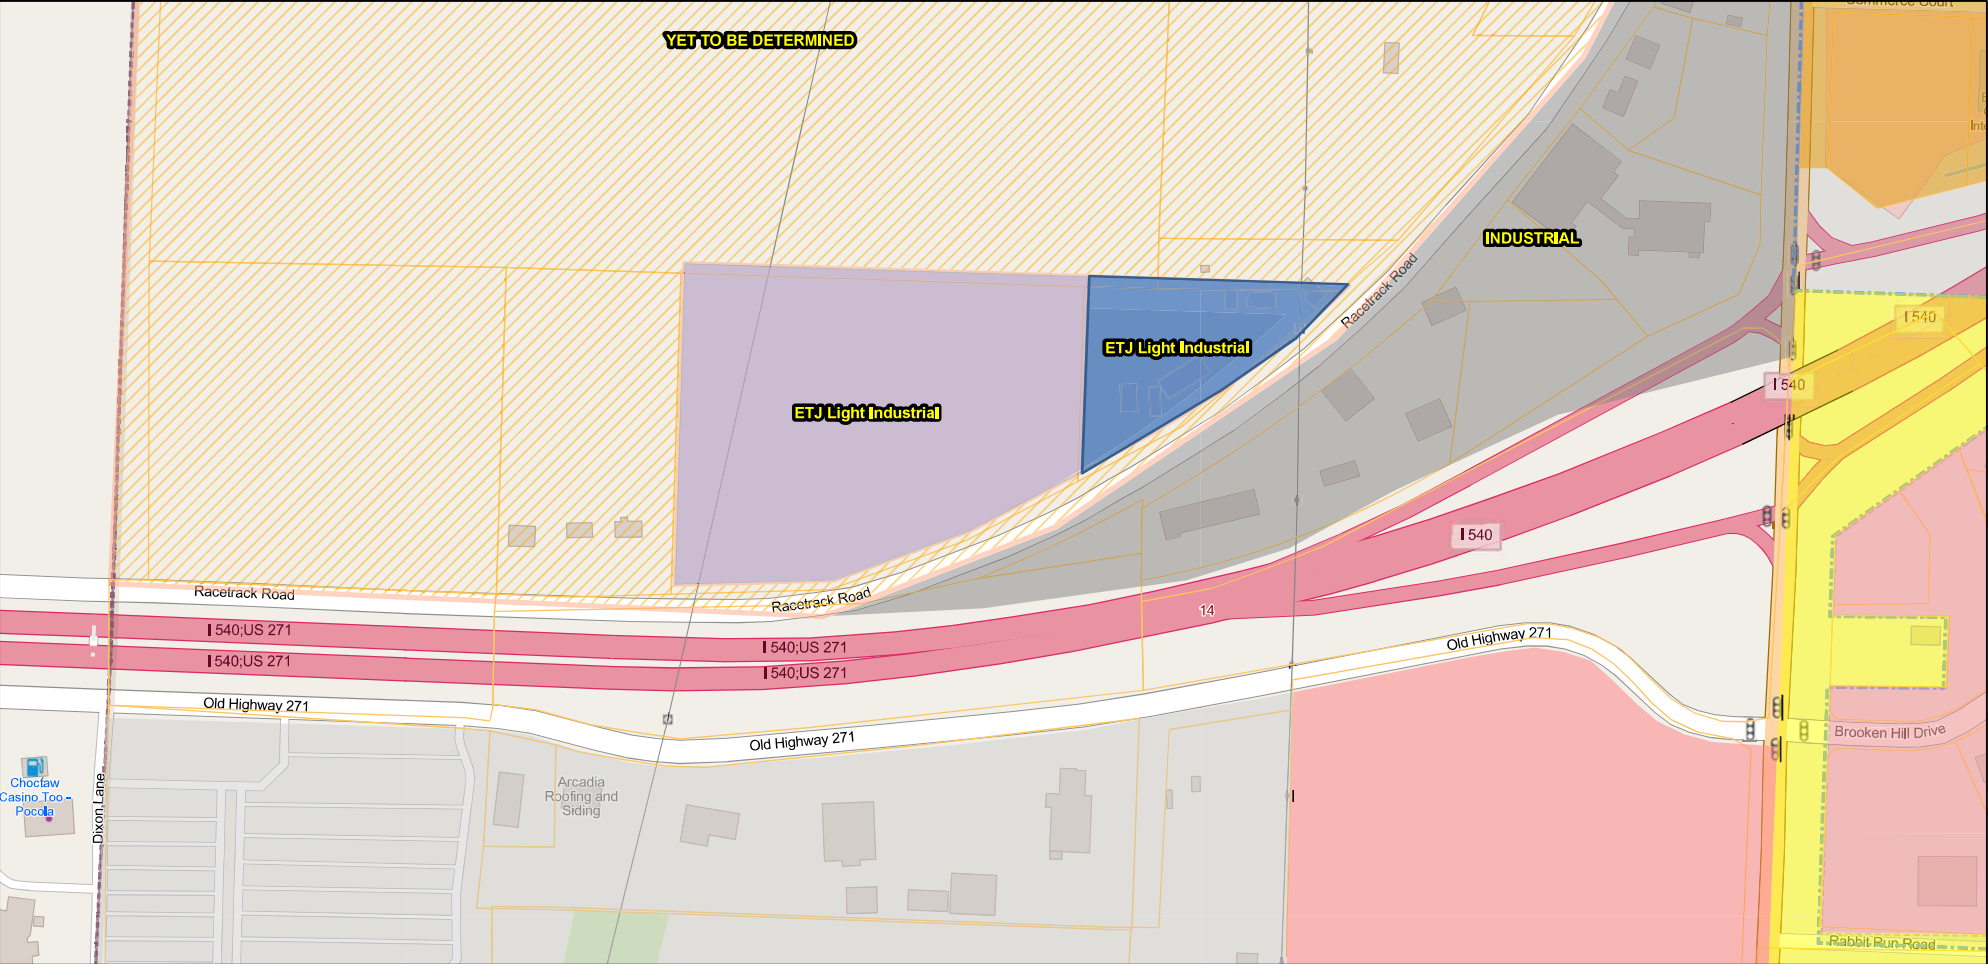 Commerce Court
YET TO BE DETERMINED
INDUSTRIAL
Racetrack Road
I 540
ETJ Light Industrial
I 540
ETJ Light Industrial
I 540
Racetrack Road
Racetrack Road
14
I 540;US 271
I 540;US 271
I 540;US 271
I 540;US 271
Old Highway 271
Old Highway 271
Old Highway 271
Brooken Hill Drive
Choctaw
Casino Too -
Pocola
Dixon Lane
Arcadia
Roofing and
Siding
Rabbit Run Road